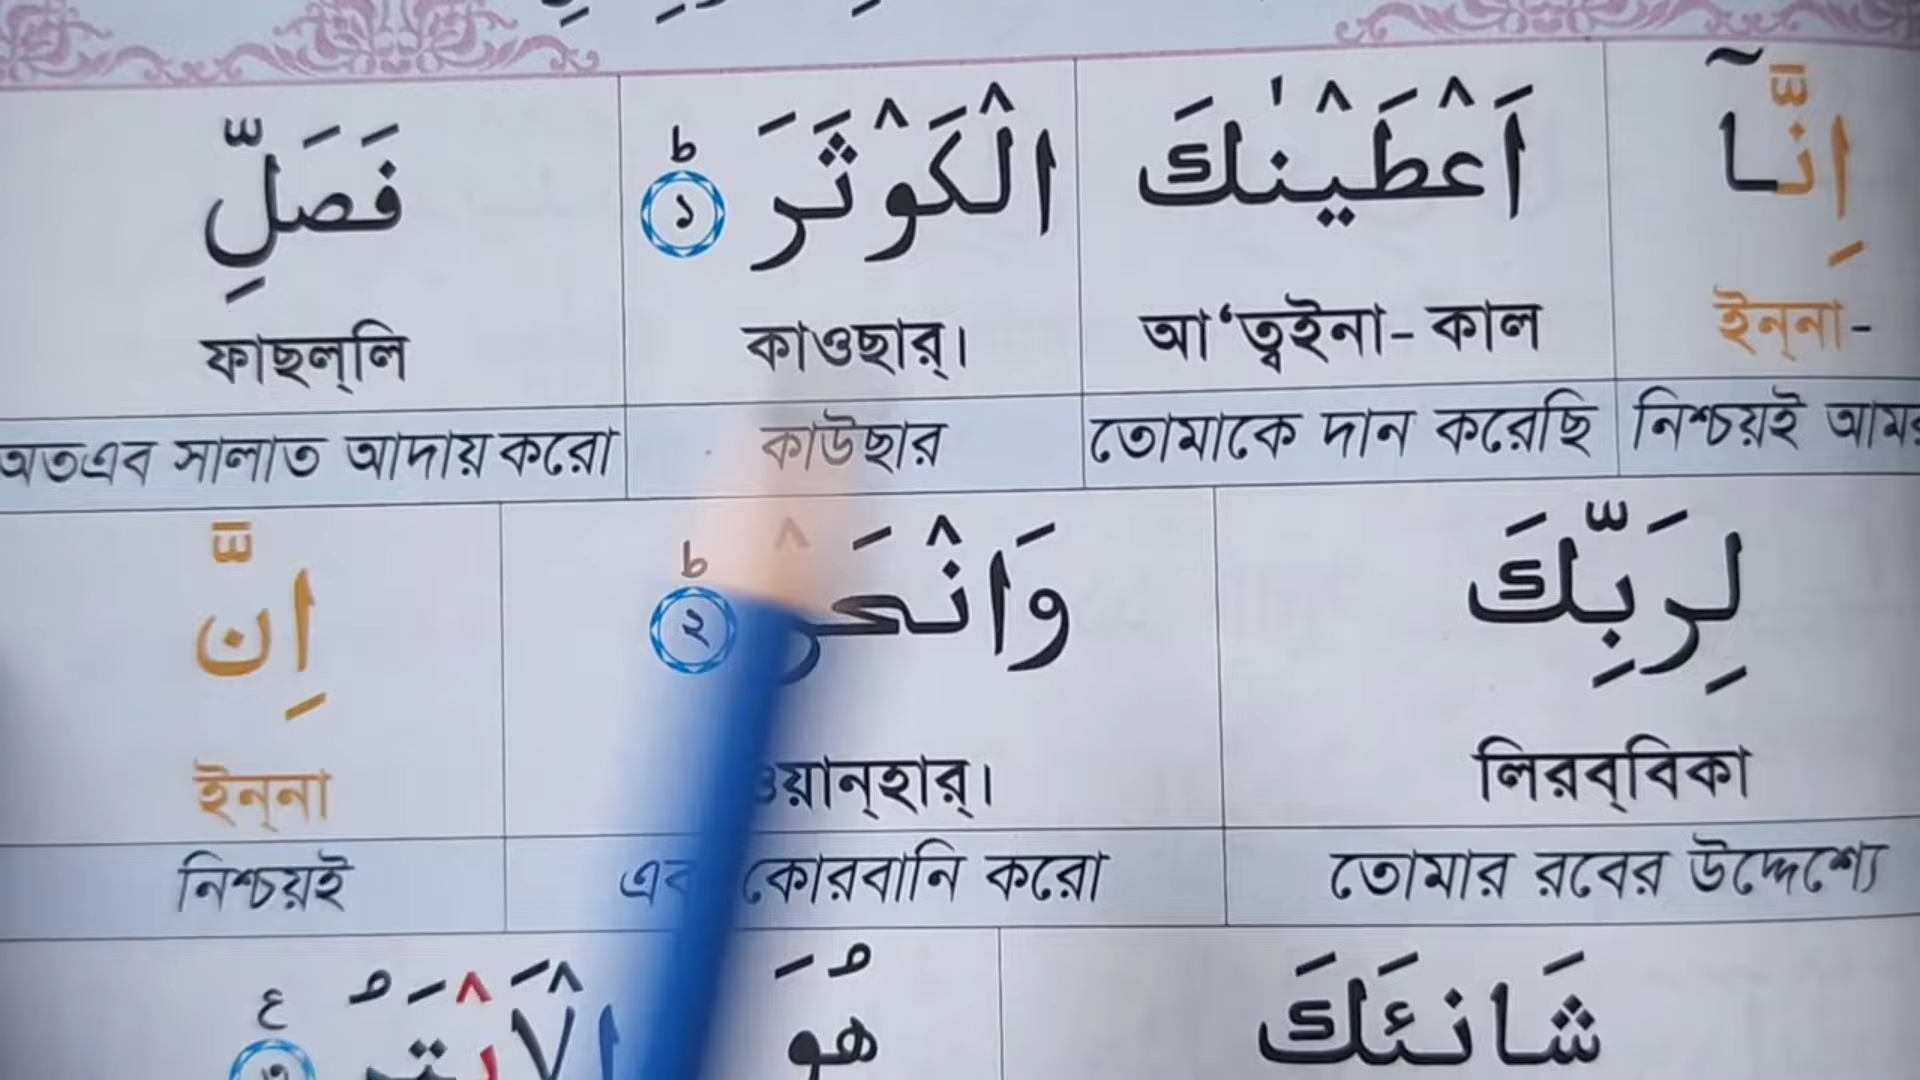 اِنَّآ اَعْطَيْنٰكَ الْكَوْثَرَ ١ ط فَصَلِّ
ইন্না- আ‘ত্বইনা-কাল কাওছার্। ফাছল্লি
নিশ্চয়ই তোমাকে দান করেছি কাউছার অতএব সালাত আদায় করো
لِرَبِّكَ وَانْحَرْ ٢ ط اِنَّ
লিরব্বিকা ওয়ান্হার্। ইন্না
তোমার রবের উদ্দেশ্যে কোরবানি করো নিশ্চয়ই
شَانِئَكَ هُوَ الْاَبْتَرُ ع